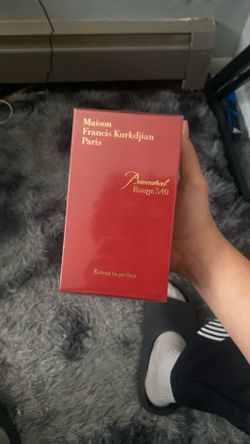 Maison
Francis Kurkdjian
Paris
Baccarat
Rouge 540
Extrait de parfum